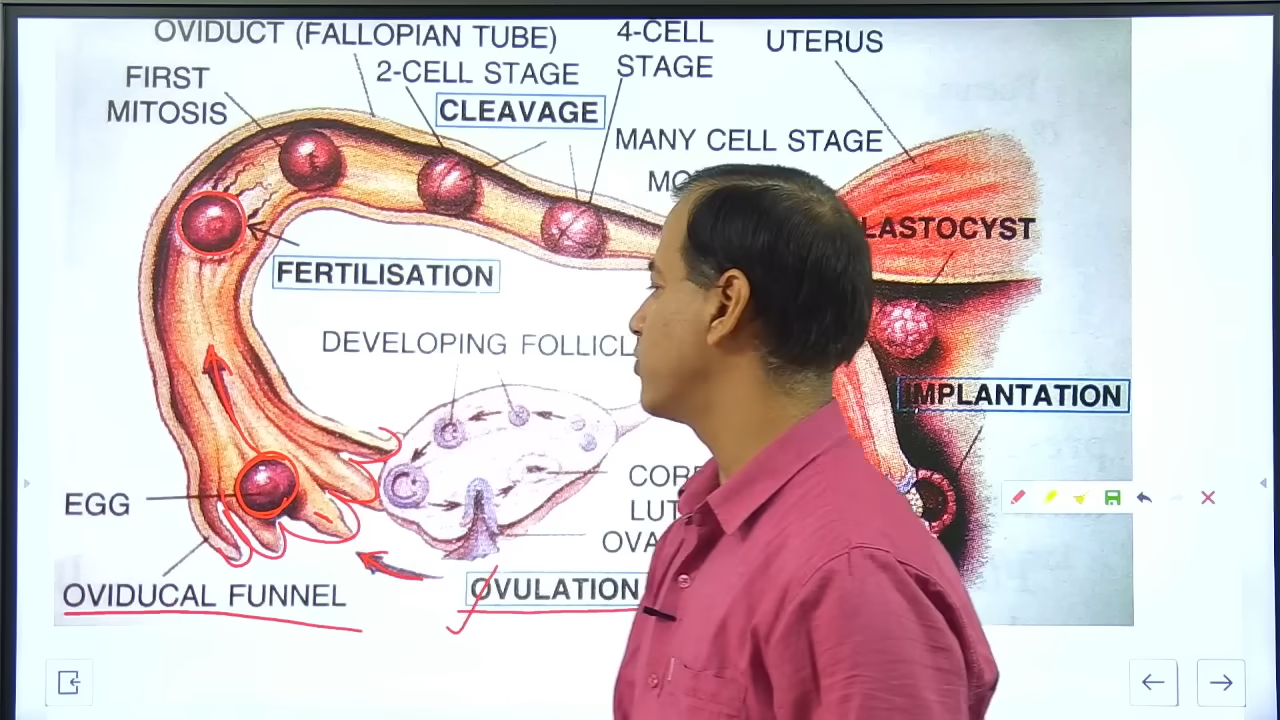 OVIDUCT (FALLOPIAN TUBE)
4-CELL
STAGE
UTERUS
FIRST
MITOSIS
2-CELL STAGE
CLEAVAGE
MANY CELL STAGE
FERTILISATION
DEVELOPING
IMPLANTATION
EGG
OVIDUCAL FUNNEL
OVULATION